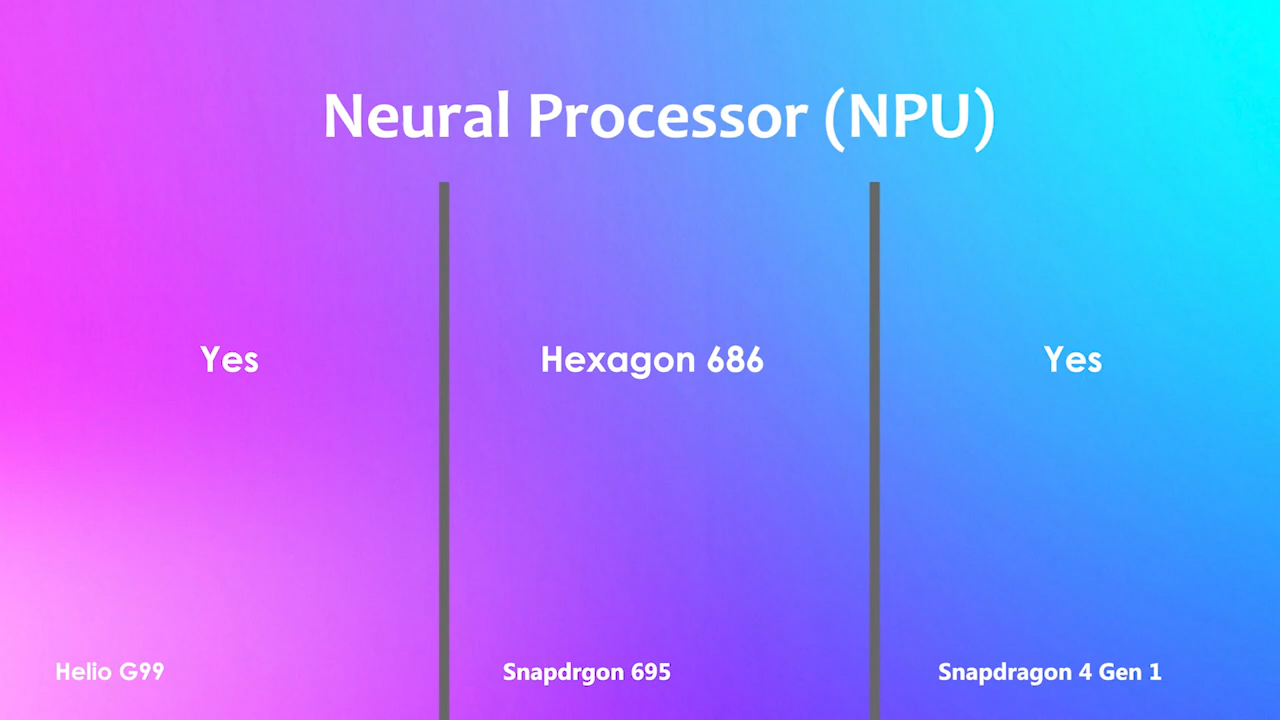 Neural Processor (NPU)
Yes
Hexagon 686
Yes
Helio G99
Snapdrgon 695
Snapdragon 4 Gen 1